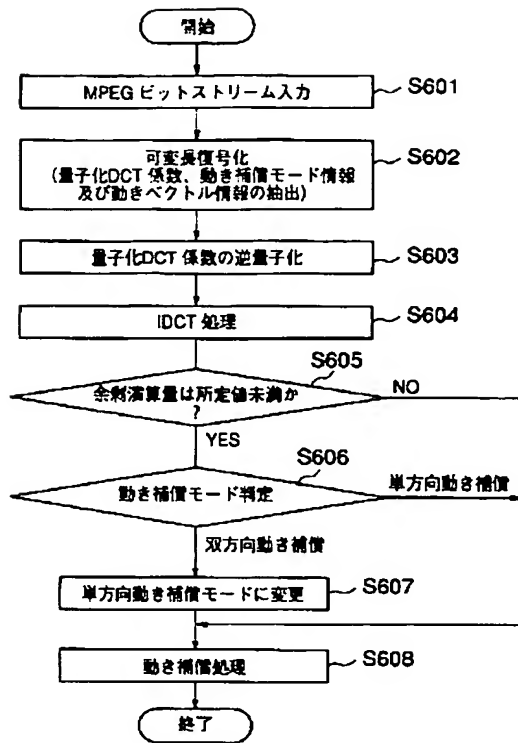 開始
MPEG ビットストリーム入力
S601
可変長復号化
(量子化DCT 係数、動き補償モード情報
及び動きベクトル情報の抽出)
S602
量子化DCT 係数の逆量子化
S603
IDCT 処理
S604
S605
余剰演算量は所定値未満か
?
NO
YES
S606
動き補償モード判定
単方向動き補償
双方向動き補償
単方向動き補償モードに変更
S607
動き補償処理
S608
終了